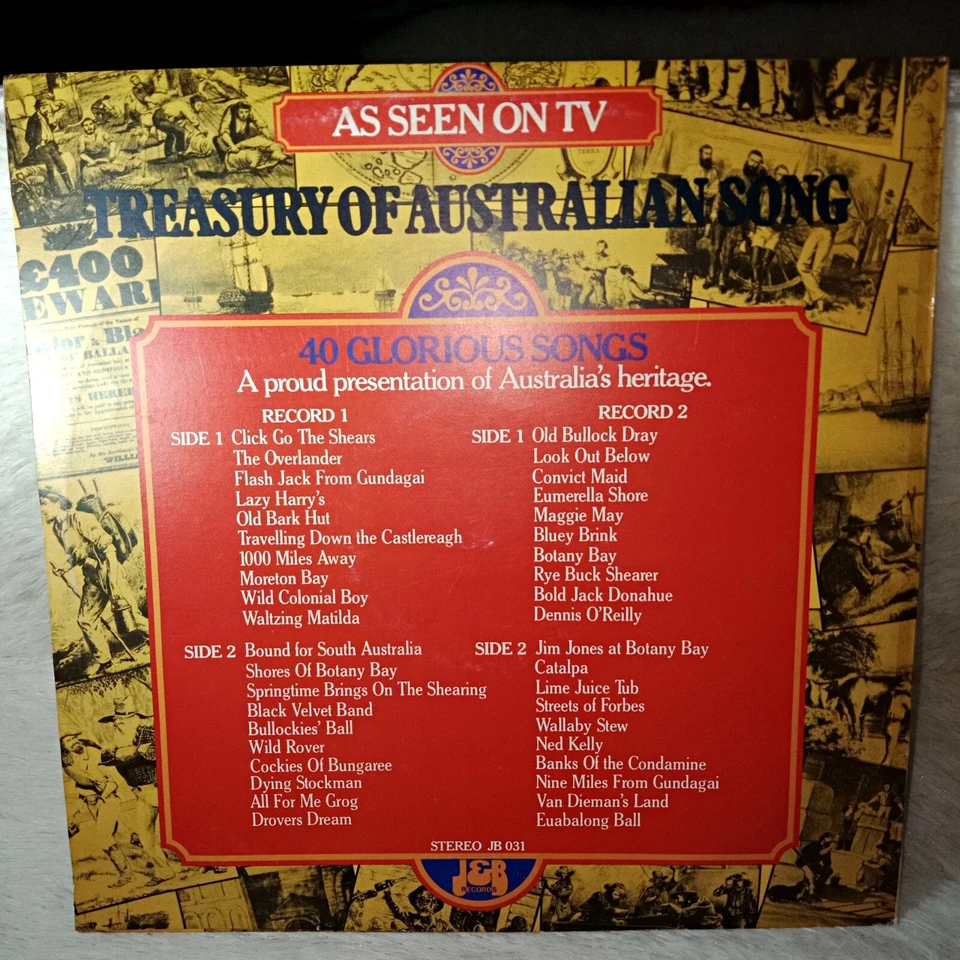 AS SEEN ON TV
TREASURY OF AUSTRALIAN SONG
£400
EWAR
40 GLORIOUS SONGS
A proud presentation of Australia's heritage.
RECORD 1
SIDE 1 Click Go The Shears
The Overlander
Flash Jack From Gundagai
Lazy Harry's
Old Bark Hut
Travelling Down the Castlereagh
1000 Miles Away
Moreton Bay
Wild Colonial Boy
Waltzing Matilda
SIDE 2 Bound for South Australia
Shores Of Botany Bay
Springtime Brings On The Shearing
Black Velvet Band
Bullockies' Ball
Wild Rover
Cockies Of Bungaree
Dying Stockman
All For Me Grog
Drovers Dream
RECORD 2
SIDE 1 Old Bullock Dray
Look Out Below
Convict Maid
Eumerella Shore
Maggie May
Bluey Brink
Botany Bay
Rye Buck Shearer
Bold Jack Donahue
Dennis O'Reilly
SIDE 2 Jim Jones at Botany Bay
Catalpa
Lime Juice Tub
Streets of Forbes
Wallaby Stew
Ned Kelly
Banks Of the Condamine
Nine Miles From Gundagai
Van Dieman's Land
Euabalong Ball
STEREO JB 031
J&B
RECORDS